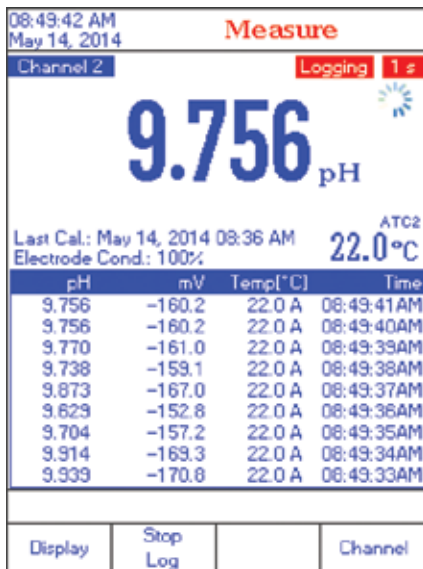 08:49:42 AM
May 14, 2014
Measure
Channel 2
Logging 1 s
9.756 pH
ATC2
Last Cal.: May 14, 2014 08:36 AM
22.0°C
Electrode Cond.: 100%
pH mV Temp[°C] Time
9.756 -160.2 22.0 A 08:49:41AM
9.756 -160.2 22.0 A 08:49:40AM
9.770 -161.0 22.0 A 08:49:39AM
9.738 -159.1 22.0 A 08:49:38AM
9.873 -167.0 22.0 A 08:49:37AM
9.629 -152.8 22.0 A 08:49:36AM
9.704 -157.2 22.0 A 08:49:35AM
9.914 -169.3 22.0 A 08:49:34AM
9.939 -170.8 22.0 A 08:49:33AM
Display
Stop
Log
Channel